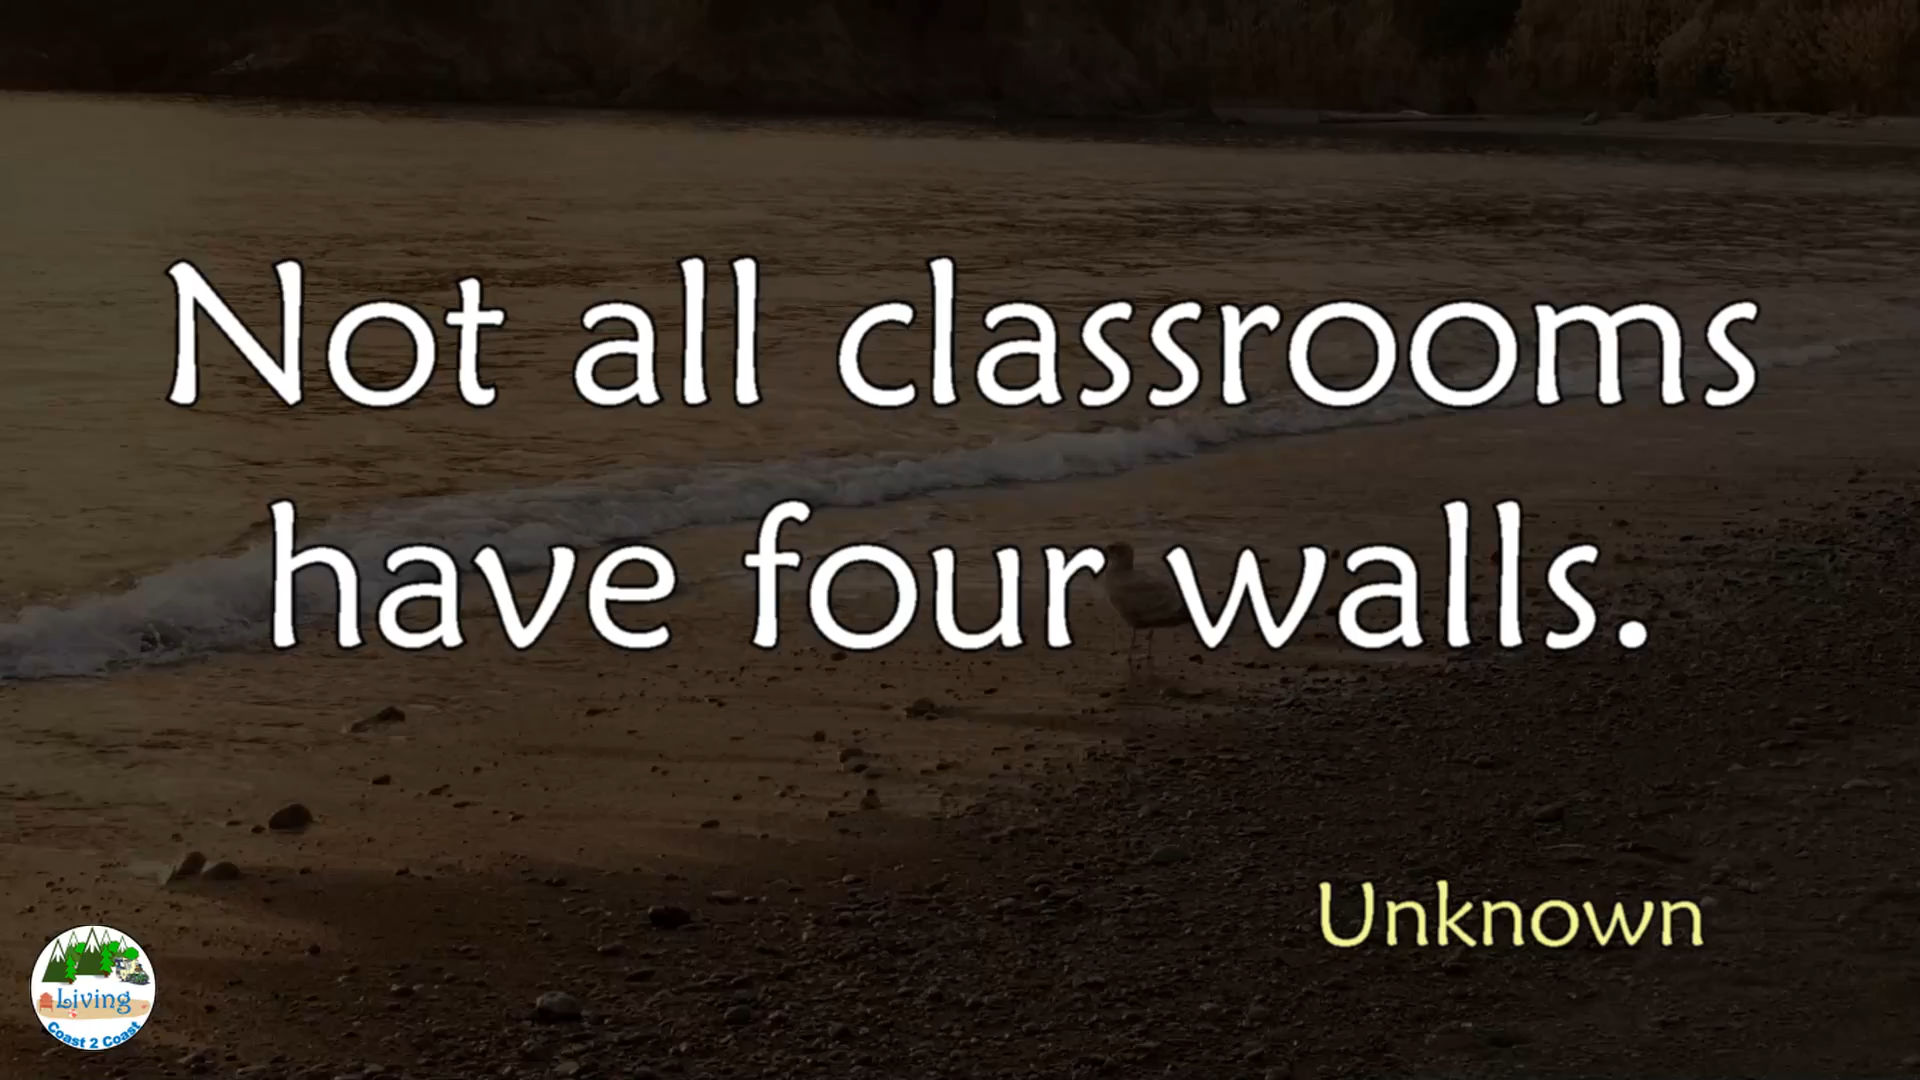 Not all classrooms
have four walls.
Unknown
Living
Coast 2 Coast